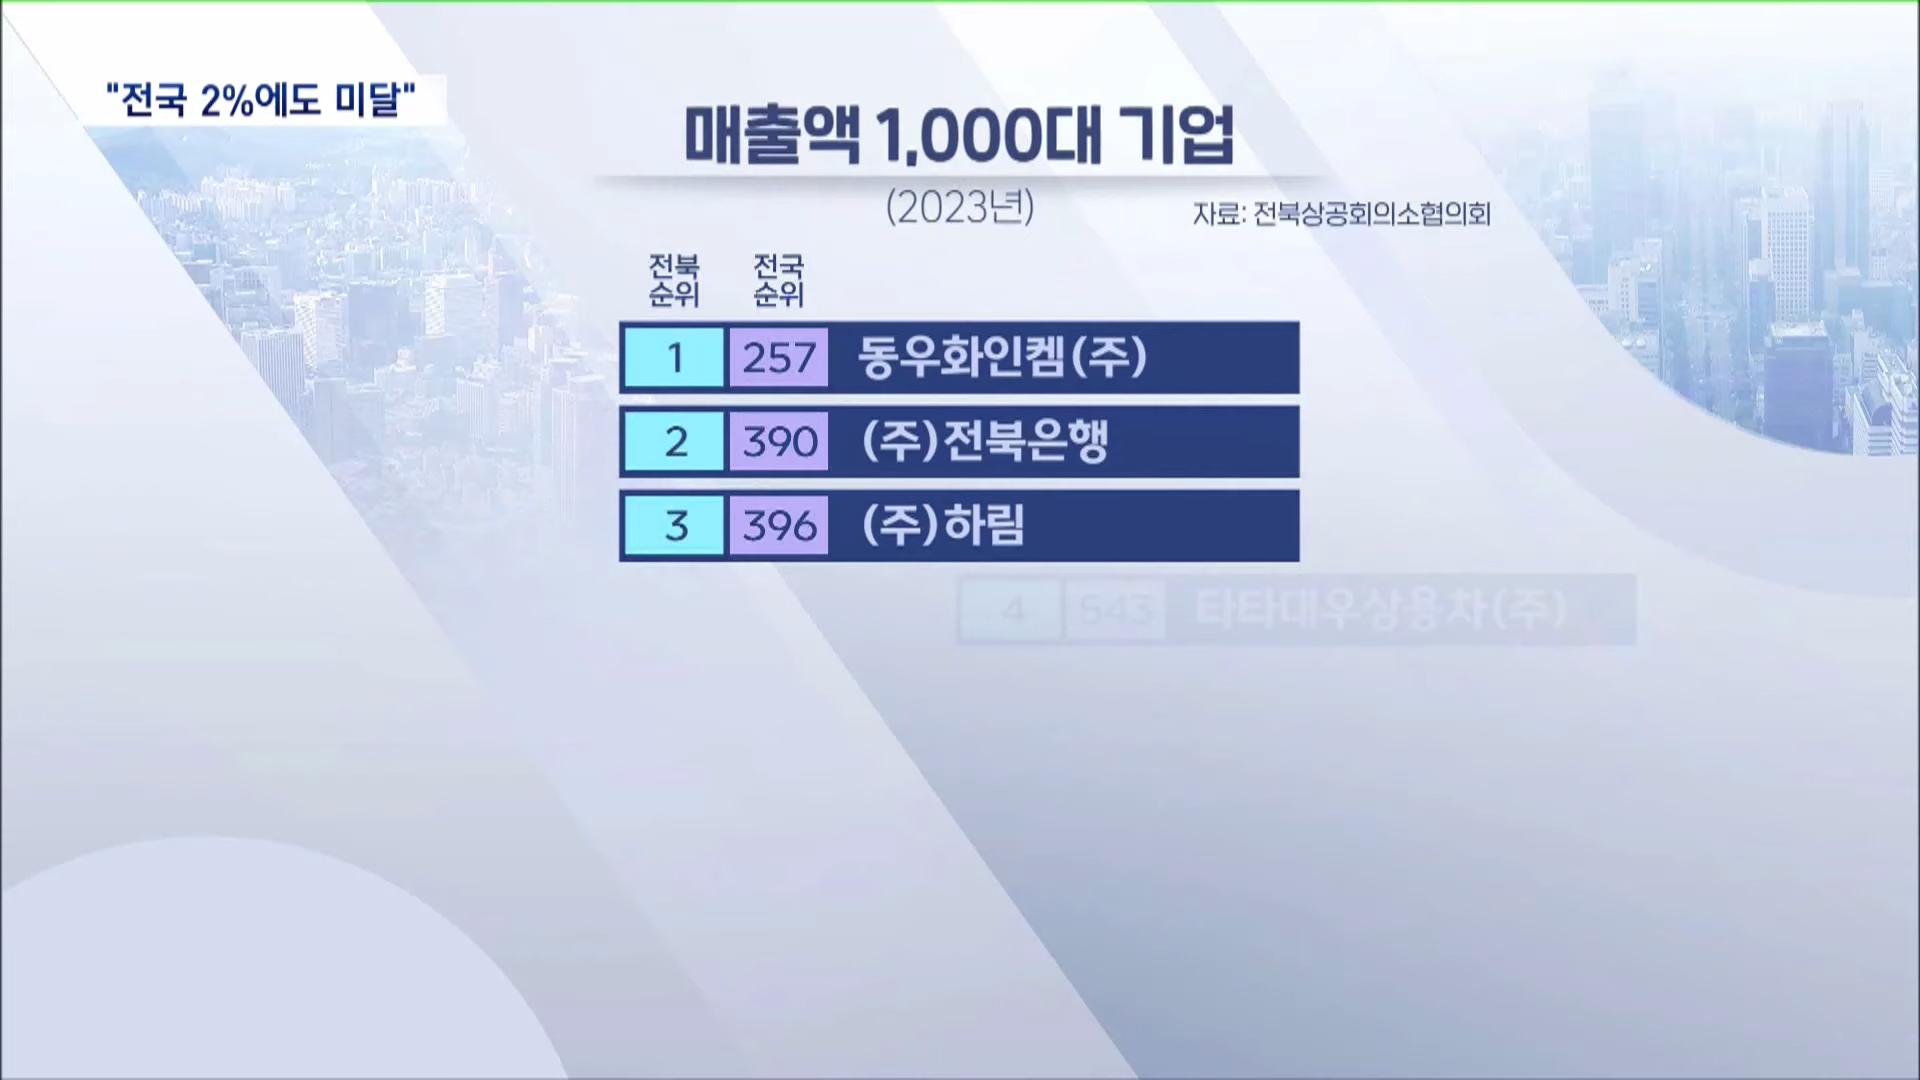 "전국 2%에도 미달"
매출액 1,000대 기업
(2023년)
자료: 전북상공회의소협의회
전북 순위
전국 순위
1 257 동우화인켐(주)
2 390 (주)전북은행
3 396 (주)하림
4 543 타타대우상용차(주)